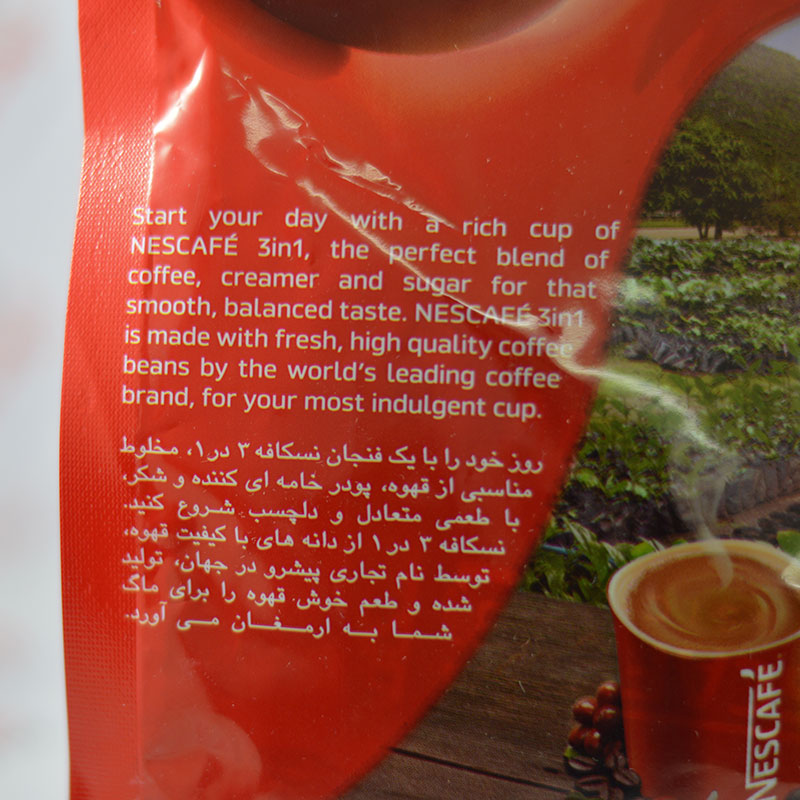 Start your day with a rich cup of
NESCAFÉ 3in1, the perfect blend of
coffee, creamer and sugar for that
smooth, balanced taste. NESCAFÉ 3in1
is made with fresh, high quality coffee
beans by the world's leading coffee
brand, for your most indulgent cup.
روز خود را با یک فنجان نسکافه ۳ در ۱، مخلوط
مناسبی از قهوه، پودر خامه ای کننده و شکر،
با طعمی متعادل و دلچسب شروع کنید.
نسکافه ۳ در ۱ از دانه های با کیفیت قهوه،
توسط نام تجاری پیشرو در جهان، تولید
شده و طعم خوش قهوه را برای ماگ
شما به ارمغان می آورد.
NESCAFÉ